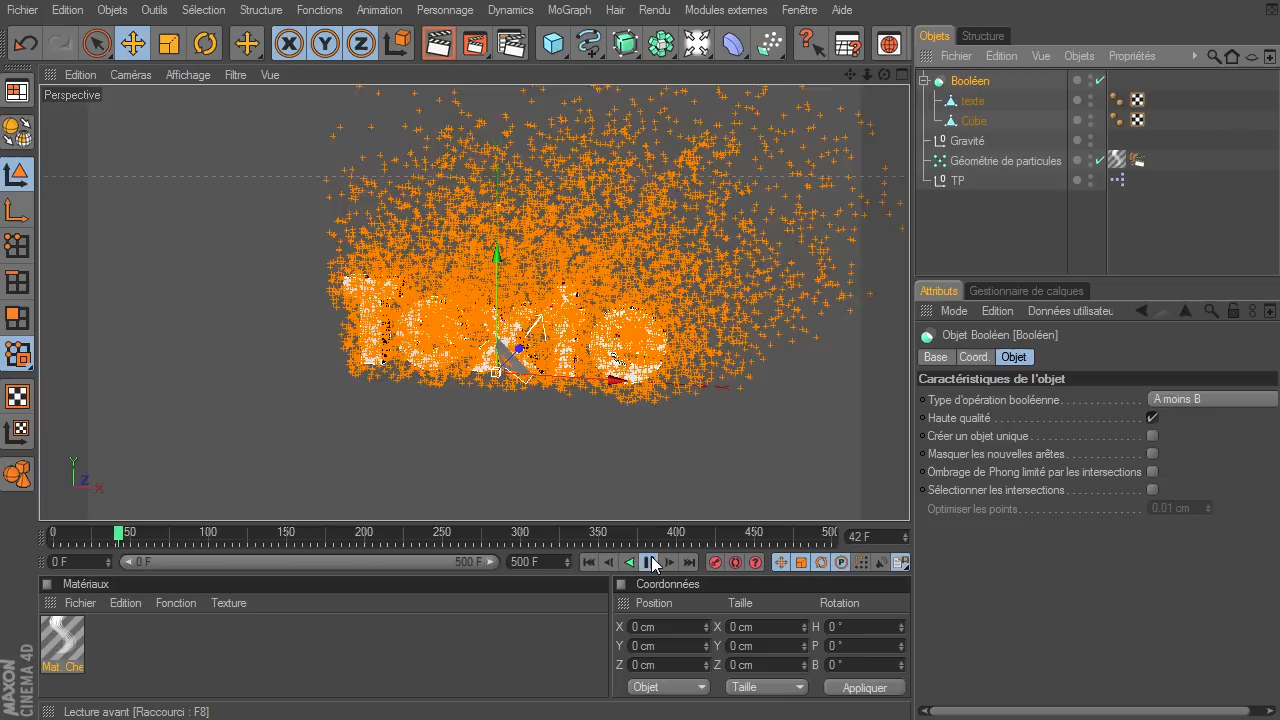 Fichier Edition Objets Outils Sélection Structure Fonctions Animation Personnage Dynamics MoGraph Hair Rendu Modules externes Fenêtre Aide
X Y Z
Edition Caméras Affichage Filtre Vue
Perspective
Objets Structure
Fichier Edition Vue Objets Propriétés
Booléen
texte
Cube
Gravité
Géométrie de particules
TP
Attributs Gestionnaire de calques
Mode Edition Données utilisateu
Objet Booléen [Booléen]
Base Coord. Objet
Caractéristiques de l'objet
Type d'opération booléenne A moins B
Haute qualité
Créer un objet unique
Masquer les nouvelles arêtes
Ombrage de Phong limité par les intersections
Sélectionner les intersections
Optimiser les points 0.01 cm
Y
Z
X
0 50 100 150 200 250 300 350 400 450 500 42 F
0 F 0 F 500 F 500 F
Matériaux
Fichier Edition Fonction Texture
Mat. Che
Coordonnées
Position Taille Rotation
X 0 cm X 0 cm H 0 °
Y 0 cm Y 0 cm P 0 °
Z 0 cm Z 0 cm B 0 °
Objet Taille Appliquer
MAXON
CINEMA 4D
Lecture avant [Raccourci : F8]